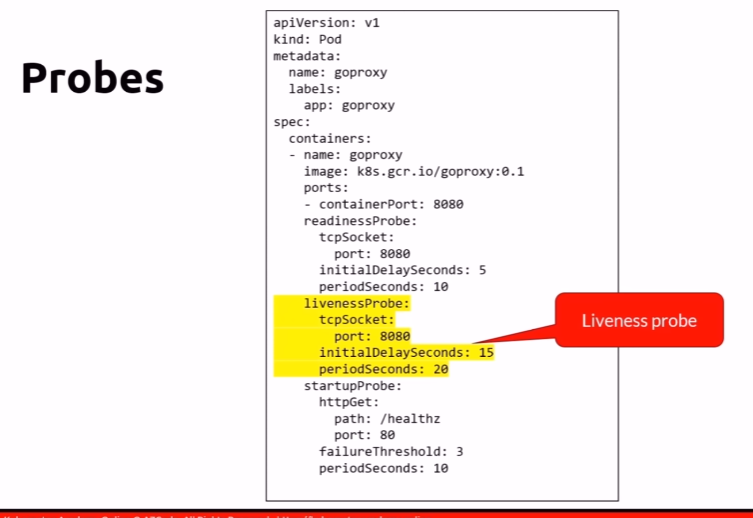 Probes
apiVersion: v1
kind: Pod
metadata:
  name: goproxy
  labels:
    app: goproxy
spec:
  containers:
  - name: goproxy
    image: k8s.gcr.io/goproxy:0.1
    ports:
    - containerPort: 8080
    readinessProbe:
      tcpSocket:
        port: 8080
      initialDelaySeconds: 5
      periodSeconds: 10
    livenessProbe:
      tcpSocket:
        port: 8080
      initialDelaySeconds: 15
      periodSeconds: 20
    startupProbe:
      httpGet:
        path: /healthz
        port: 80
      failureThreshold: 3
      periodSeconds: 10
Liveness probe